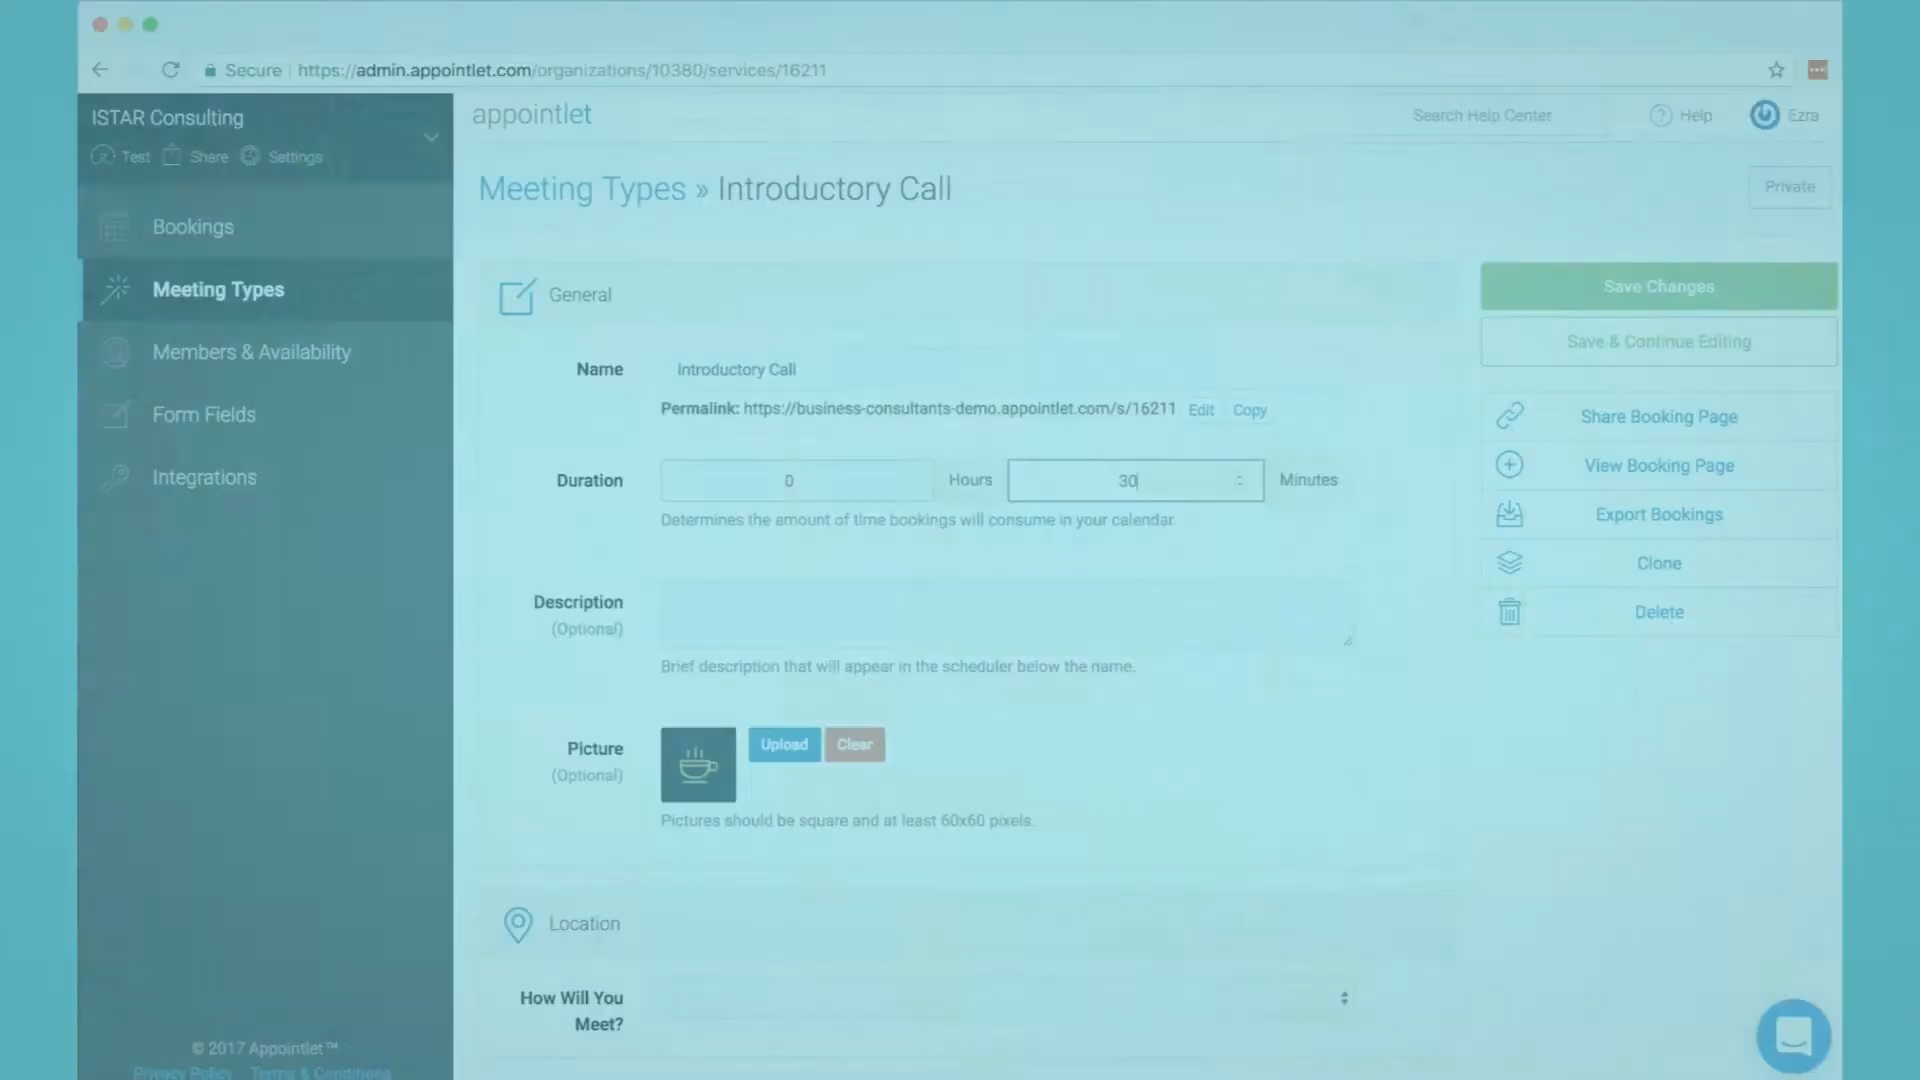 Secure | https://admin.appointlet.com/organizations/10380/services/16211
ISTAR Consulting
Test Share Settings
appointlet
Search Help Center
? Help
Ezra
Meeting Types » Introductory Call
Private
Bookings
Meeting Types
Members & Availability
Form Fields
Integrations
General
Name
Introductory Call
Permalink: https://business-consultants-demo.appointlet.com/s/16211 Edit Copy
Duration
0 Hours 30 Minutes
Determines the amount of time bookings will consume in your calendar.
Description
(Optional)
Brief description that will appear in the scheduler below the name.
Picture
(Optional)
Upload Clear
Pictures should be square and at least 60x60 pixels.
Location
How Will You
Meet?
Save Changes
Save & Continue Editing
Share Booking Page
View Booking Page
Export Bookings
Clone
Delete
© 2017 Appointlet™
Privacy Policy Terms & Conditions